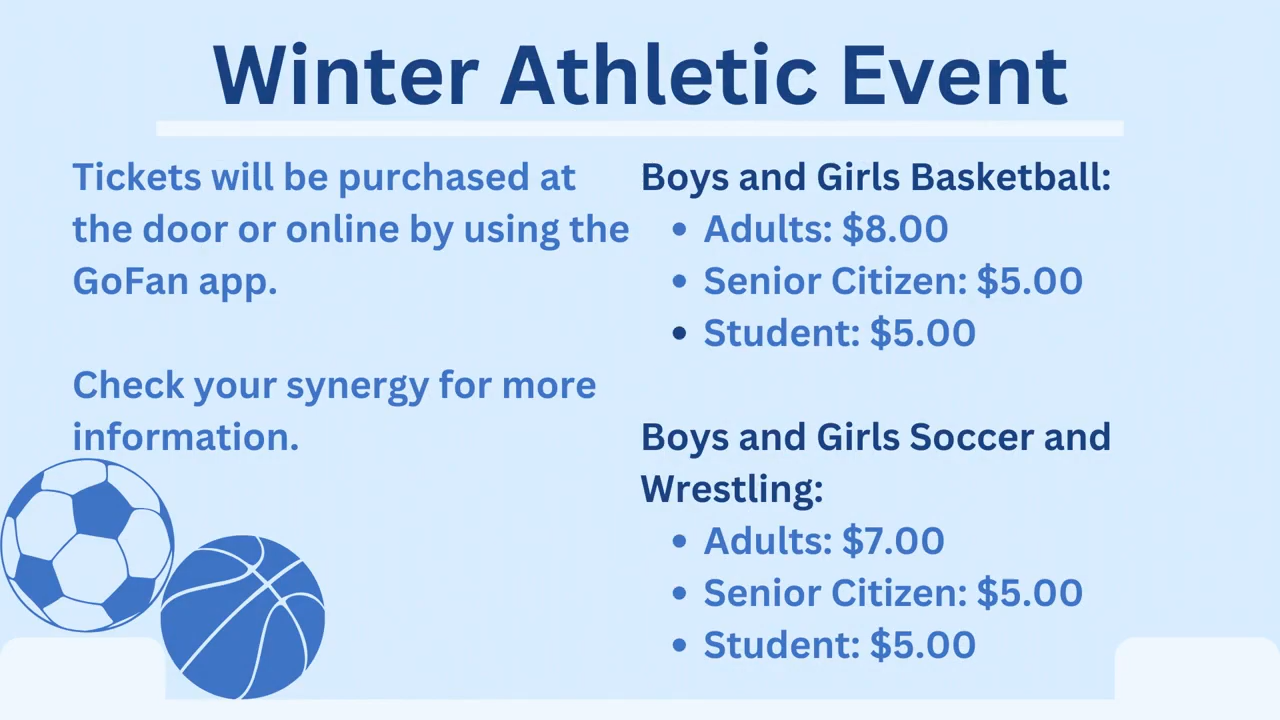 Winter Athletic Event
Tickets will be purchased at
the door or online by using the
GoFan app.
Check your synergy for more
information.
Boys and Girls Basketball:
• Adults: $8.00
• Senior Citizen: $5.00
• Student: $5.00
Boys and Girls Soccer and
Wrestling:
• Adults: $7.00
• Senior Citizen: $5.00
• Student: $5.00